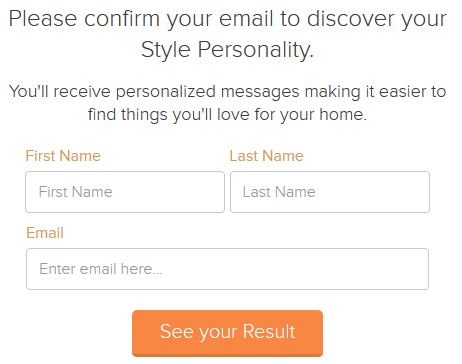 Please confirm your email to discover your
Style Personality.
You'll receive personalized messages making it easier to
find things you'll love for your home.
First Name Last Name
First Name Last Name
Email
Enter email here...
See your Result